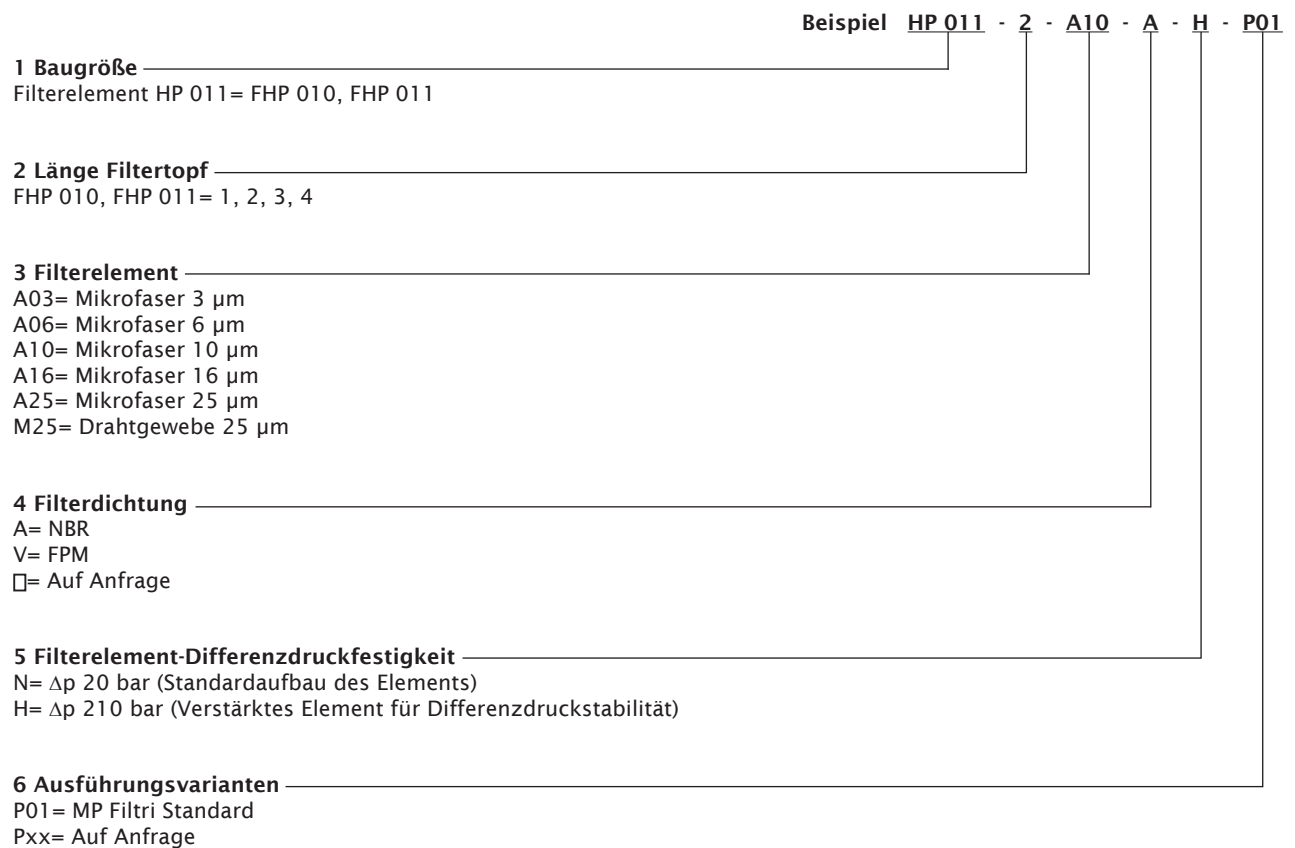 Beispiel HP 011 - 2 - A10 - A - H - P01
1 Baugröße
Filterelement HP 011= FHP 010, FHP 011
2 Länge Filtertopf
FHP 010, FHP 011= 1, 2, 3, 4
3 Filterelement
A03= Mikrofaser 3 µm
A06= Mikrofaser 6 µm
A10= Mikrofaser 10 µm
A16= Mikrofaser 16 µm
A25= Mikrofaser 25 µm
M25= Drahtgewebe 25 µm
4 Filterdichtung
A= NBR
V= FPM
□= Auf Anfrage
5 Filterelement-Differenzdruckfestigkeit
N= ∆p 20 bar (Standardaufbau des Elements)
H= ∆p 210 bar (Verstärktes Element für Differenzdruckstabilität)
6 Ausführungsvarianten
P01= MP Filtri Standard
Pxx= Auf Anfrage